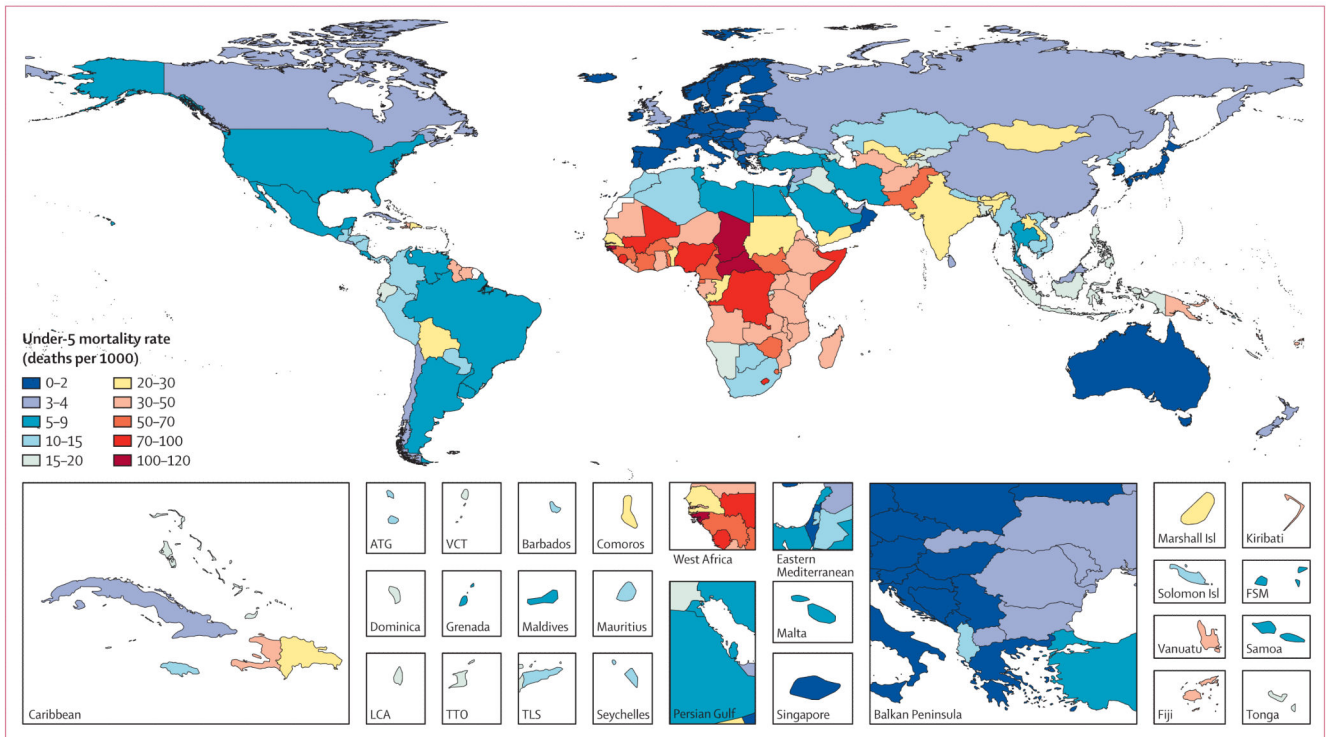 Under-5 mortality rate
(deaths per 1000)
0–2
3–4
5–9
10–15
15–20
20–30
30–50
50–70
70–100
100–120
Caribbean
ATG
VCT
Barbados
Comoros
Dominica
Grenada
Maldives
Mauritius
LCA
TTO
TLS
Seychelles
West Africa
Eastern
Mediterranean
Persian Gulf
Malta
Singapore
Balkan Peninsula
Marshall Isl
Kiribati
Solomon Isl
FSM
Vanuatu
Samoa
Fiji
Tonga